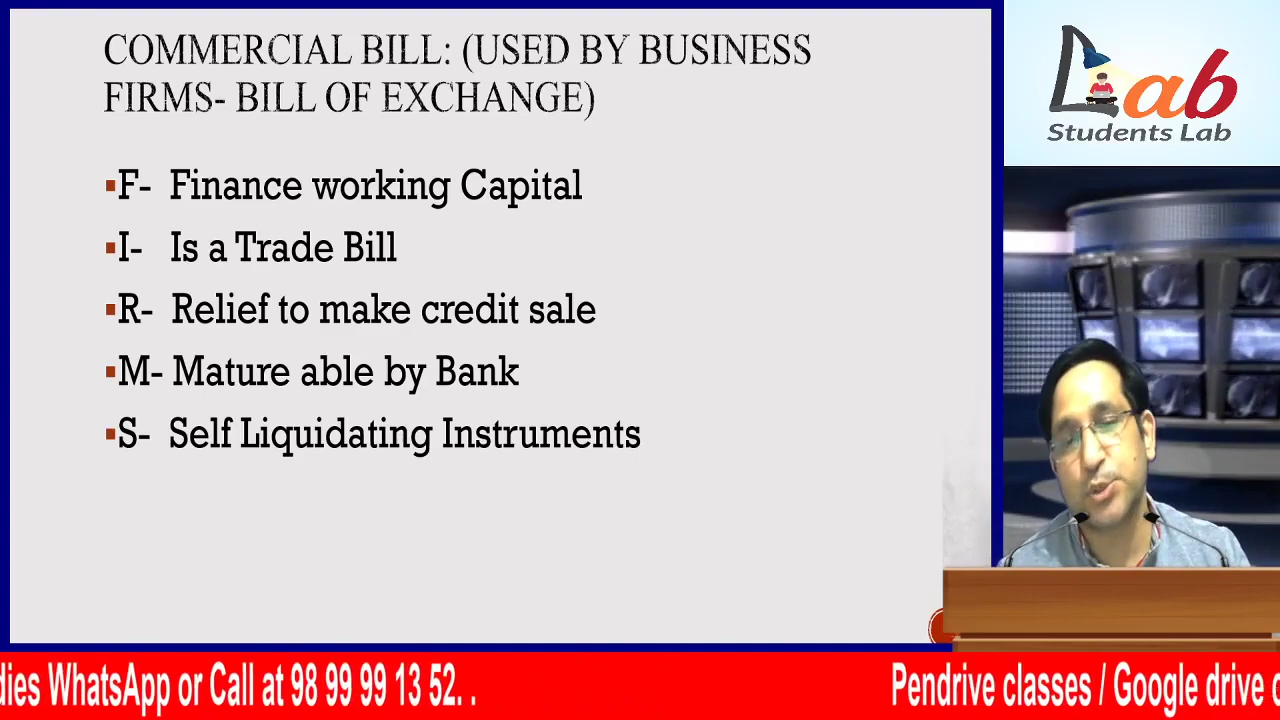 COMMERCIAL BILL: (USED BY BUSINESS
FIRMS- BILL OF EXCHANGE)
▪F- Finance working Capital
▪I- Is a Trade Bill
▪R- Relief to make credit sale
▪M- Mature able by Bank
▪S- Self Liquidating Instruments
Lab
Students Lab
dies WhatsApp or Call at 98 99 99 13 52. . Pendrive classes / Google drive c